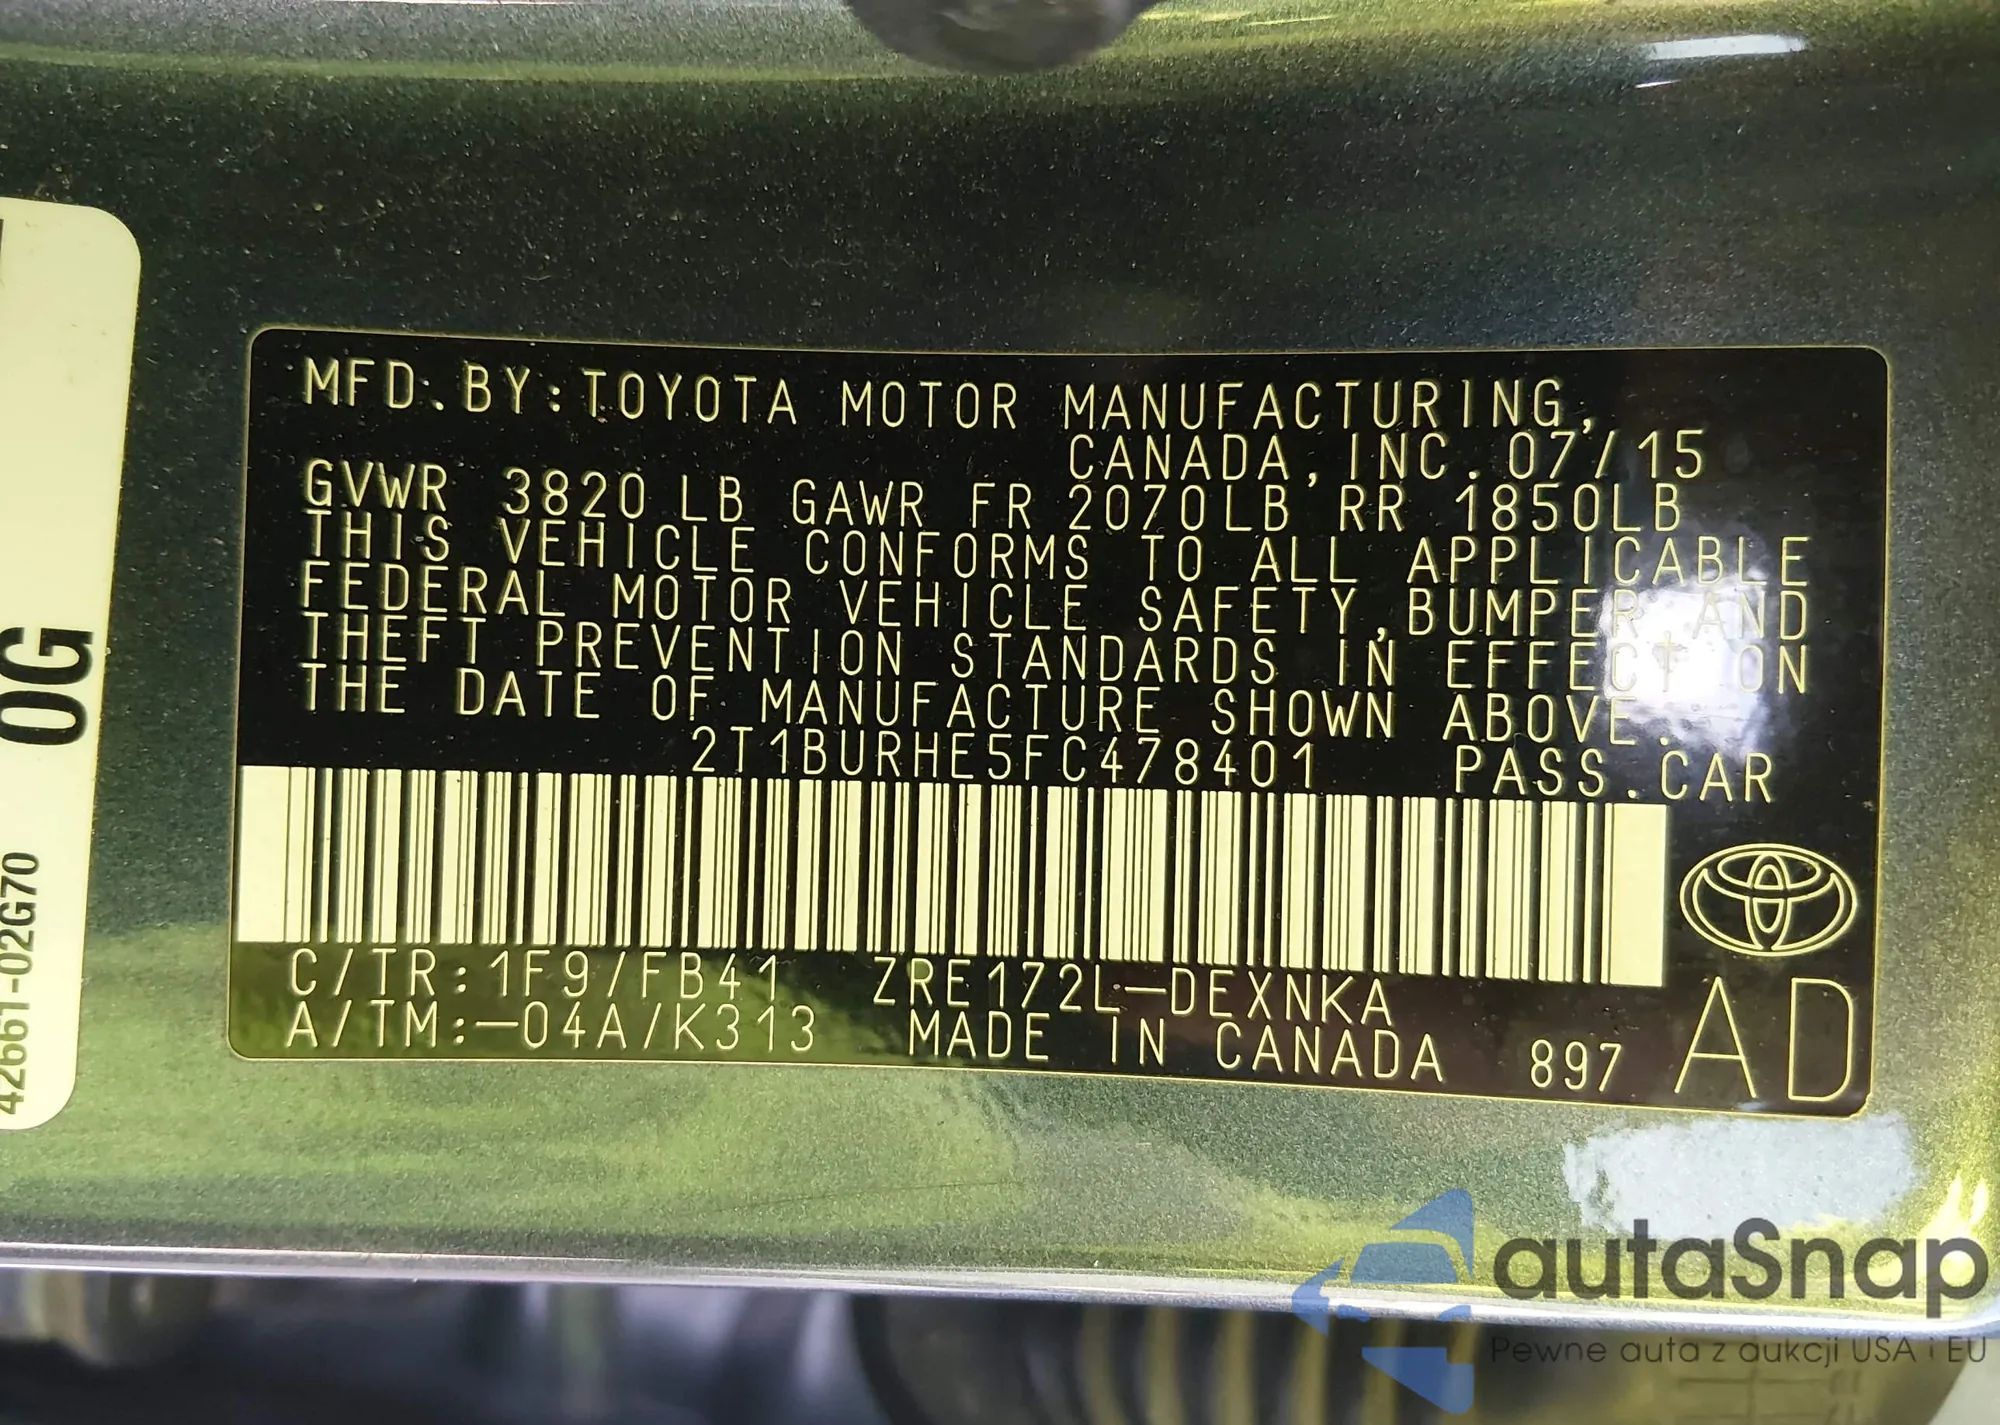 MFD. BY: TOYOTA MOTOR MANUFACTURING,
CANADA, INC. 07/15
GVWR 3820 LB GAWR FR 2070LB RR 1850LB
THIS VEHICLE CONFORMS TO ALL APPLICABLE
FEDERAL MOTOR VEHICLE SAFETY, BUMPER AND
THEFT PREVENTION STANDARDS IN EFFECT ON
THE DATE OF MANUFACTURE SHOWN ABOVE.
2T1BURHE5FC478401 PASS. CAR
C/TR: 1F9/FB41 ZRE172L-DEXNKA
A/TM: -04A/K313 MADE IN CANADA 897 AD
0G
42661-02G70
autaSnap
Pewne auta z aukcji USA i EU